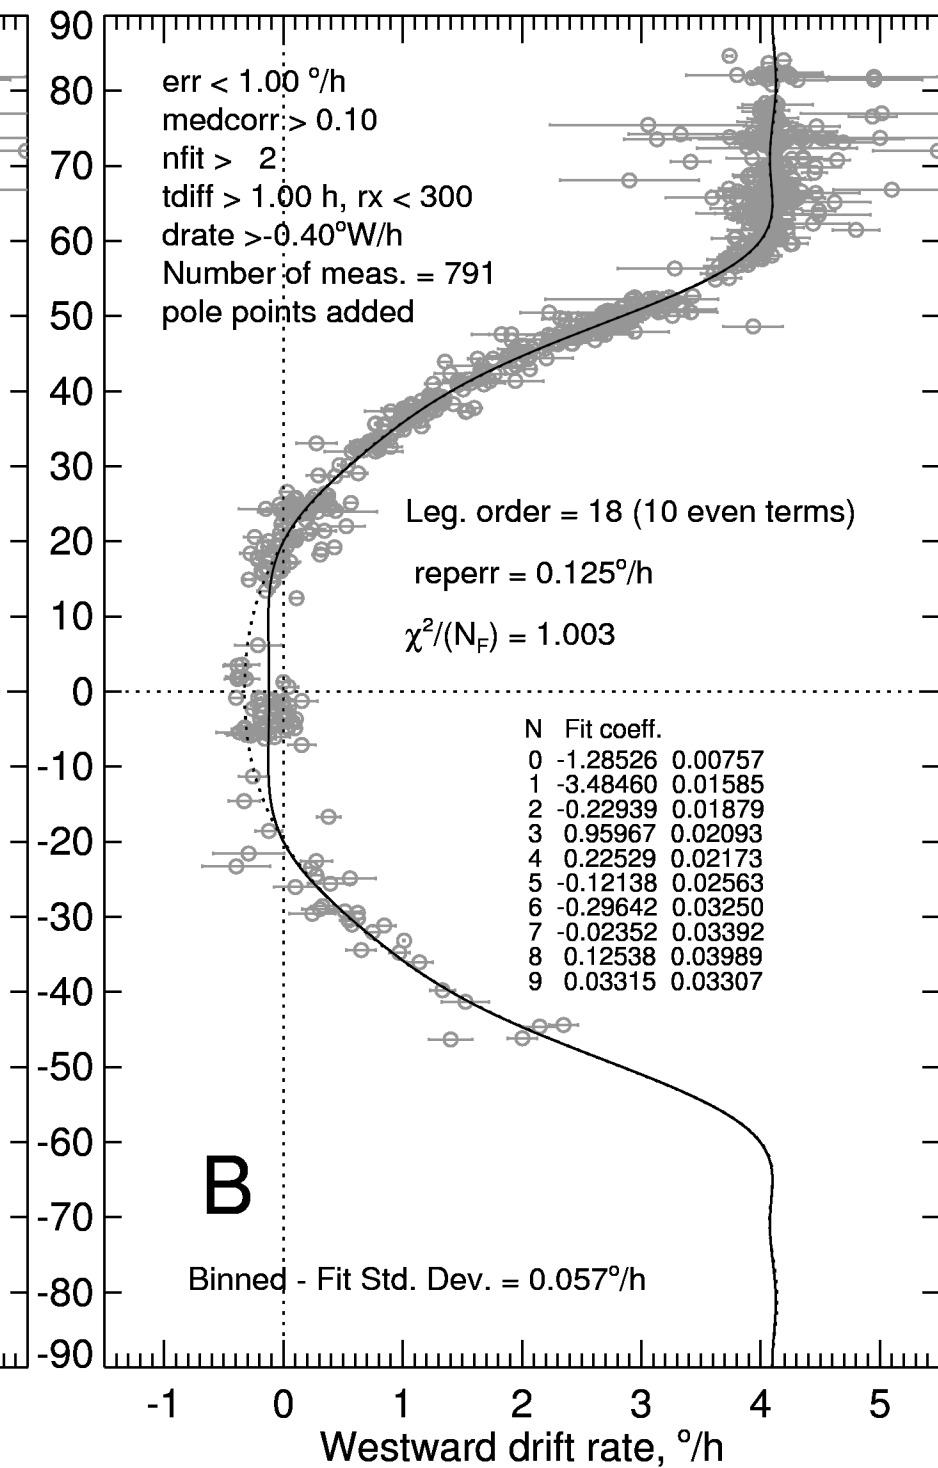 90
80
70
60
50
40
30
20
10
0
-10
-20
-30
-40
-50
-60
-70
-80
-90
err < 1.00 °/h
medcorr > 0.10
nfit > 2
tdiff > 1.00 h, rx < 300
drate >-0.40°W/h
Number of meas. = 791
pole points added
Leg. order = 18 (10 even terms)
reperr = 0.125°/h
χ²/(N_F) = 1.003
N Fit coeff.
0 -1.28526 0.00757
1 -3.48460 0.01585
2 -0.22939 0.01879
3 0.95967 0.02093
4 0.22529 0.02173
5 -0.12138 0.02563
6 -0.29642 0.03250
7 -0.02352 0.03392
8 0.12538 0.03989
9 0.03315 0.03307
B
Binned - Fit Std. Dev. = 0.057°/h
-1 0 1 2 3 4 5
Westward drift rate, °/h